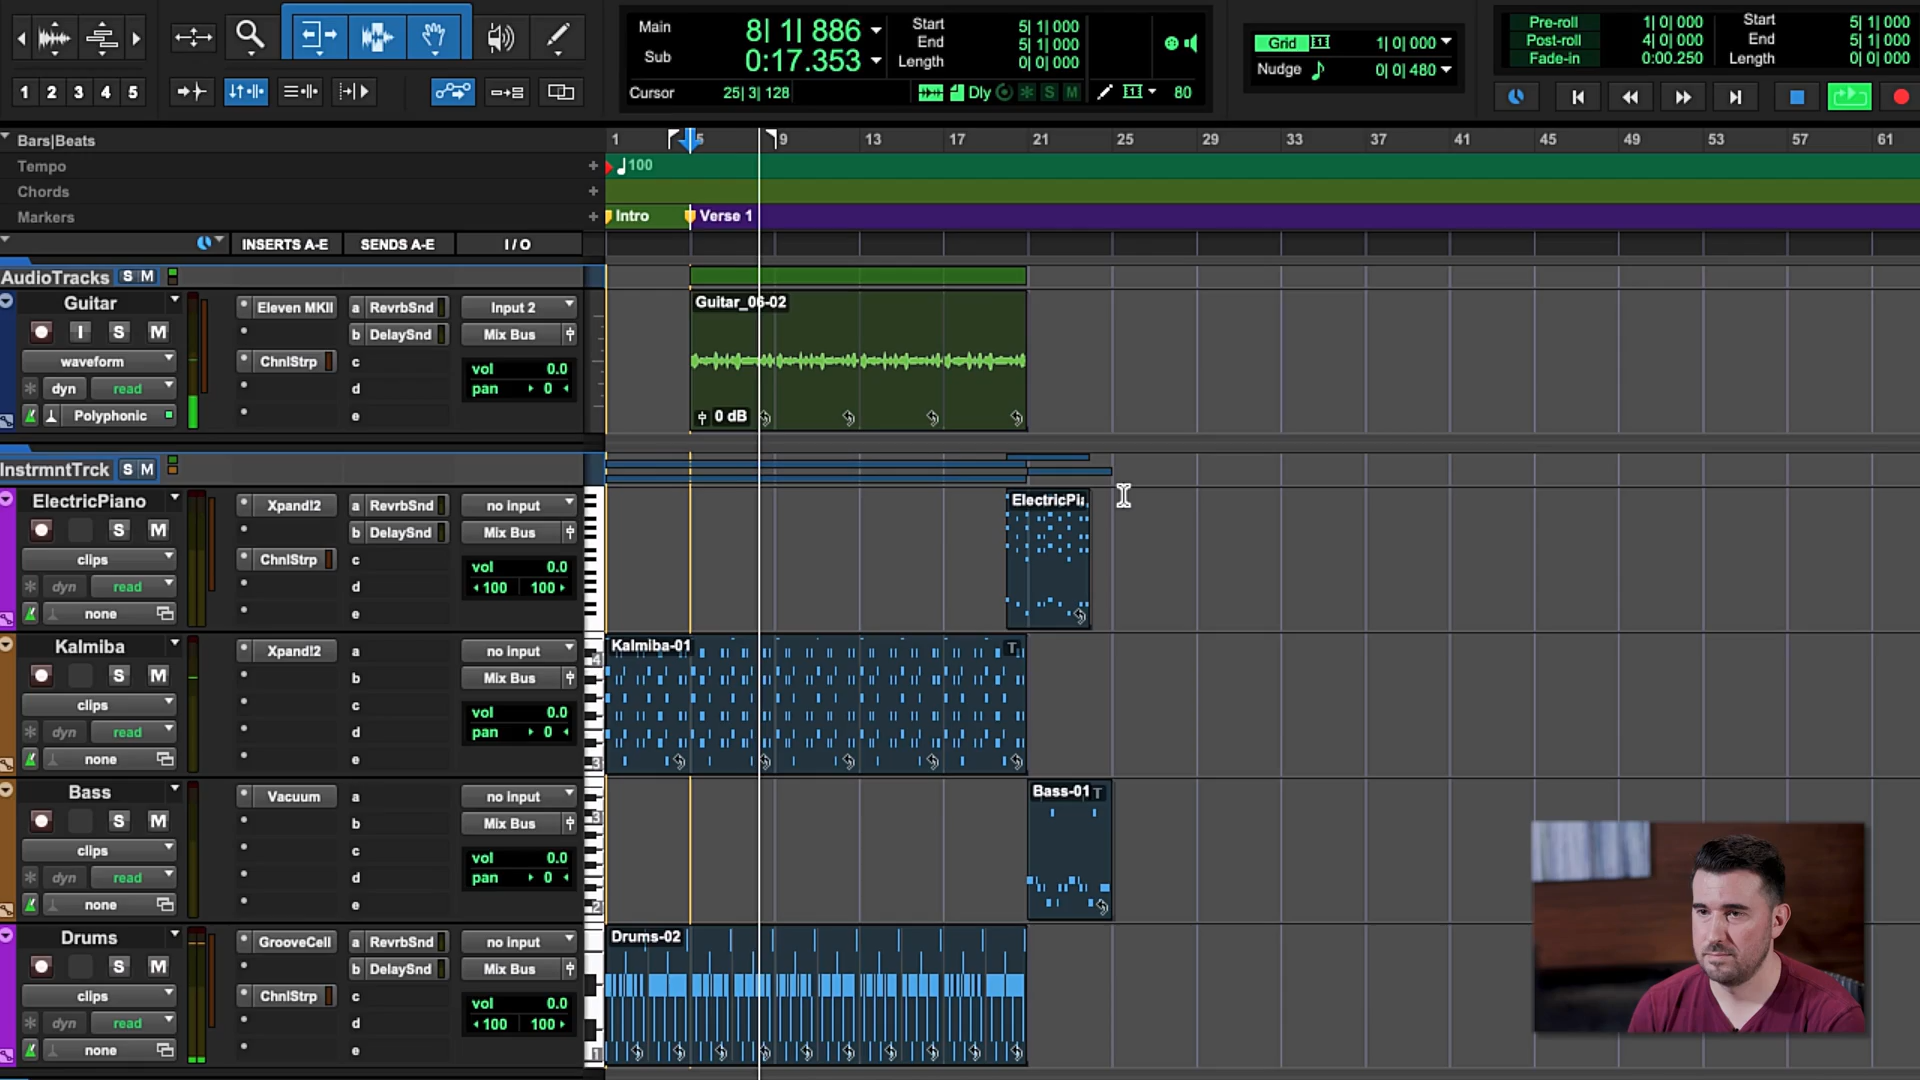 Main 8| 1| 886
Sub 0:17.353
Cursor 25| 3| 128
Start 5| 1| 000
End 5| 1| 000
Length 0| 0| 000
Dly S M 80
Grid 1| 0| 000
Nudge 0| 0| 480
Pre-roll 1| 0| 000
Post-roll 4| 0| 000
Fade-in 0:00.250
Start 5| 1| 000
End 5| 1| 000
Length 0| 0| 000
1 2 3 4 5
Bars|Beats 1 5 9 13 17 21 25 29 33 37 41 45 49 53 57 61
Tempo + 100
Chords +
Markers + Intro Verse 1
INSERTS A-E SENDS A-E I / O
AudioTracks S M
Guitar Eleven MKII a RevrbSnd Input 2 Guitar_06-02
I S M b DelaySnd Mix Bus
waveform ChnlStrp c vol 0.0
dyn read d pan 0
Polyphonic e 0 dB
InstrmntTrck S M
ElectricPiano Xpand!2 a RevrbSnd no input ElectricPi
S M b DelaySnd Mix Bus
clips ChnlStrp c vol 0.0
dyn read d 100 100
none e
Kalmiba Xpand!2 a no input 4 Kalmiba-01 T
S M b Mix Bus
clips c vol 0.0
dyn read d pan 0
none e 3
Bass Vacuum a no input Bass-01 T
S M b Mix Bus 3
clips c vol 0.0
dyn read d pan 0
none e 2
Drums GrooveCell a RevrbSnd no input Drums-02
S M b DelaySnd Mix Bus
clips ChnlStrp c vol 0.0
dyn read d 100 100
none e 1